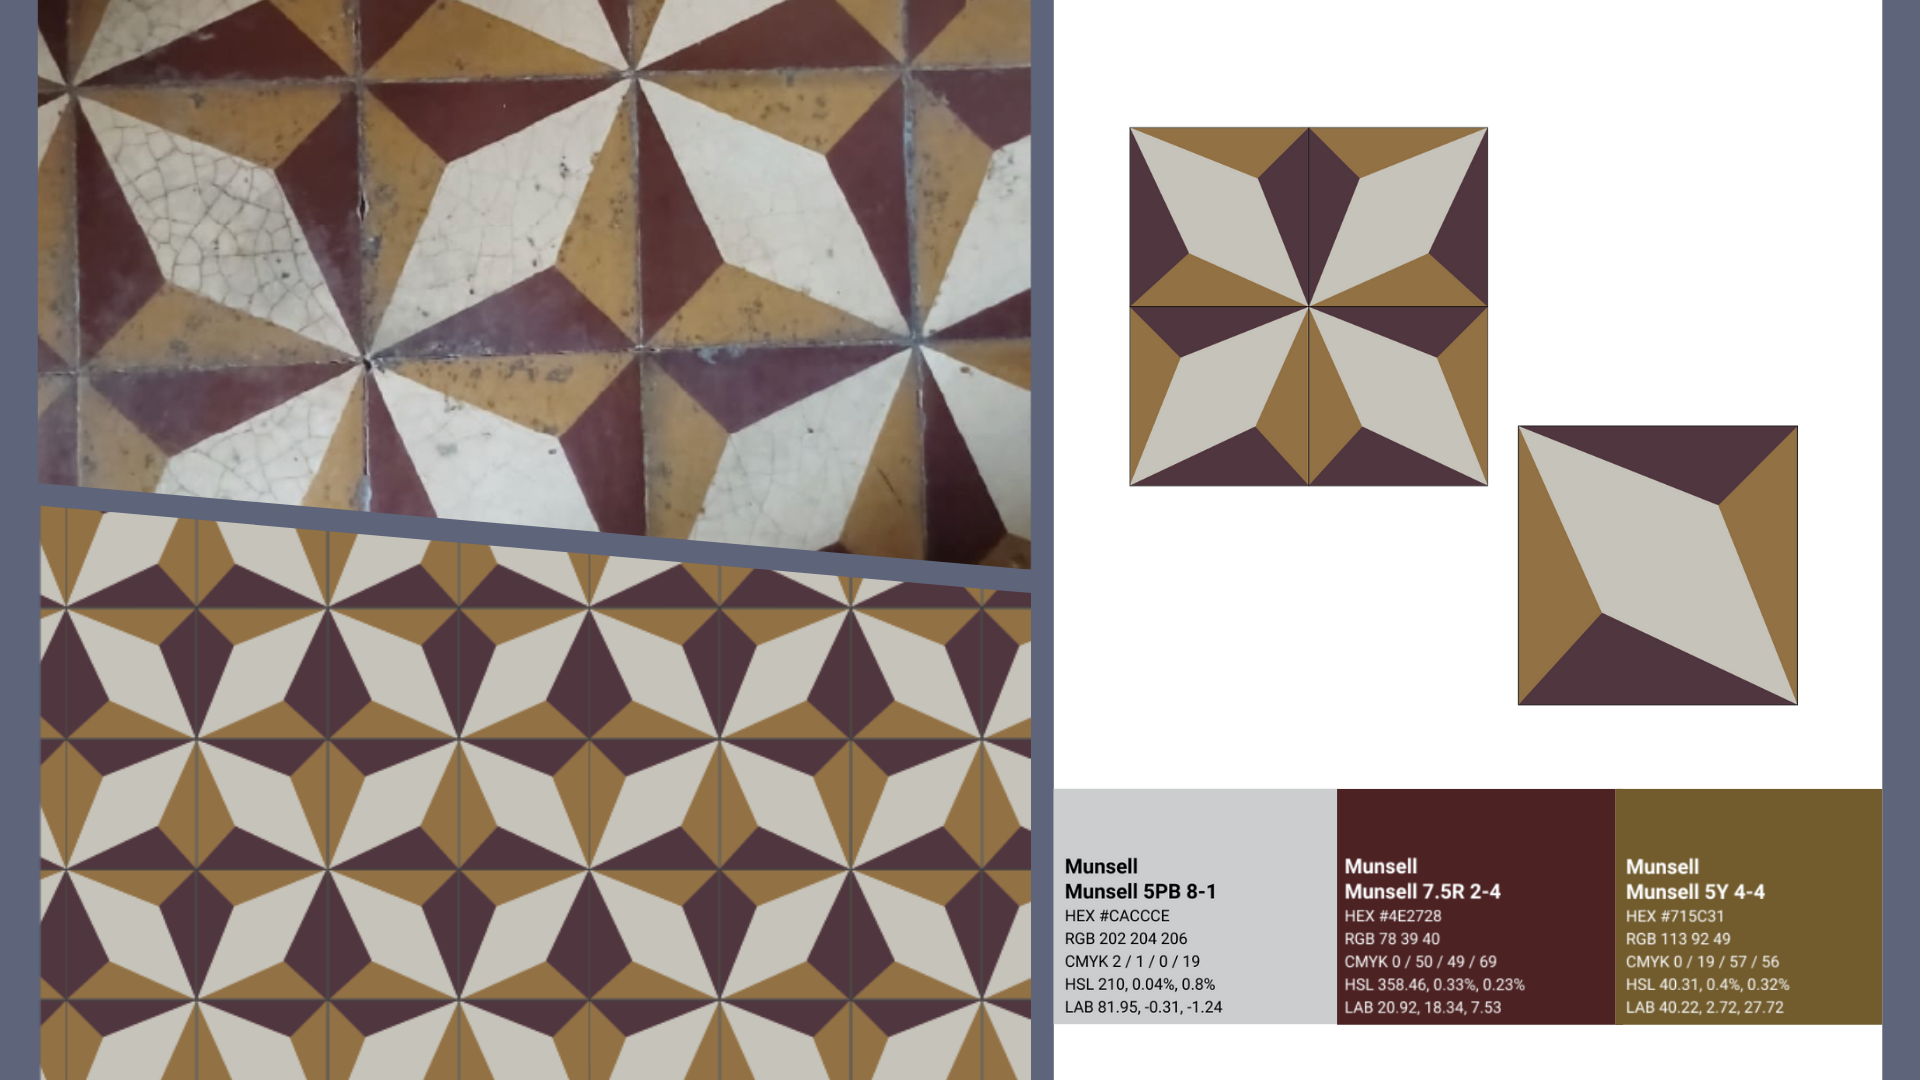 Munsell
Munsell 5PB 8-1
HEX #CACCCE
RGB 202 204 206
CMYK 2 / 1 / 0 / 19
HSL 210, 0.04%, 0.8%
LAB 81.95, -0.31, -1.24
Munsell
Munsell 7.5R 2-4
HEX #4E2728
RGB 78 39 40
CMYK 0 / 50 / 49 / 69
HSL 358.46, 0.33%, 0.23%
LAB 20.92, 18.34, 7.53
Munsell
Munsell 5Y 4-4
HEX #715C31
RGB 113 92 49
CMYK 0 / 19 / 57 / 56
HSL 40.31, 0.4%, 0.32%
LAB 40.22, 2.72, 27.72